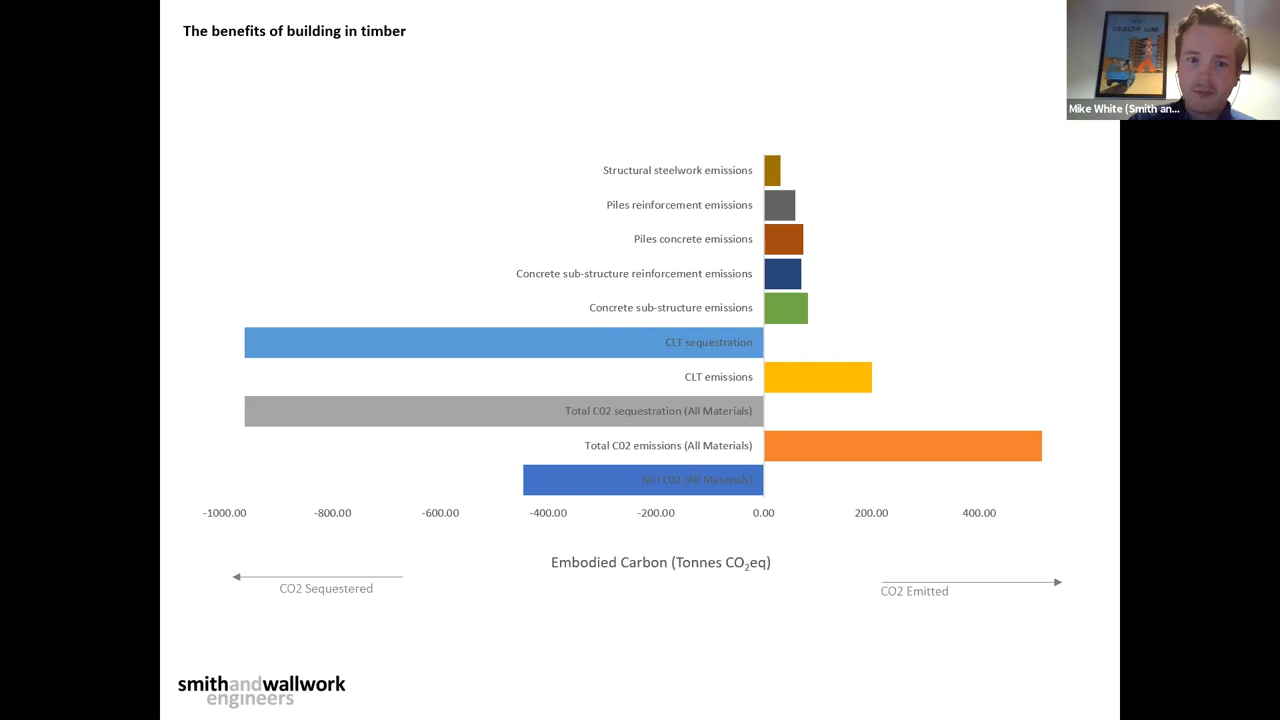 The benefits of building in timber
OBJECTIF LUNE
Mike White (Smith an...
Structural steelwork emissions
Piles reinforcement emissions
Piles concrete emissions
Concrete sub-structure reinforcement emissions
Concrete sub-structure emissions
CLT sequestration
CLT emissions
Total C02 sequestration (All Materials)
Total C02 emissions (All Materials)
Net C02 (All Materials)
-1000.00 -800.00 -600.00 -400.00 -200.00 0.00 200.00 400.00
Embodied Carbon (Tonnes CO2eq)
CO2 Sequestered
CO2 Emitted
smithandwallwork
engineers